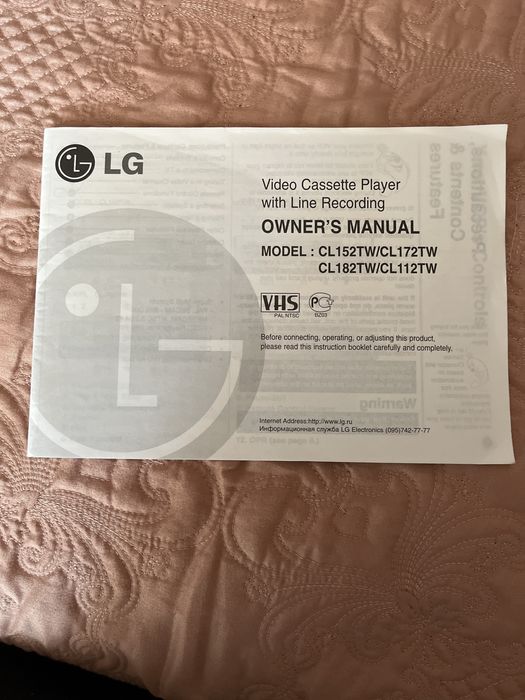 LG
Video Cassette Player
with Line Recording
OWNER'S MANUAL
MODEL : CL152TW/CL172TW
CL182TW/CL112TW
VHS
PAL NTSC
BZ03
Before connecting, operating, or adjusting this product,
please read this instruction booklet carefully and completely.
Internet Address:http://www.lg.ru
Информационная служба LG Electronics (095)742-77-77